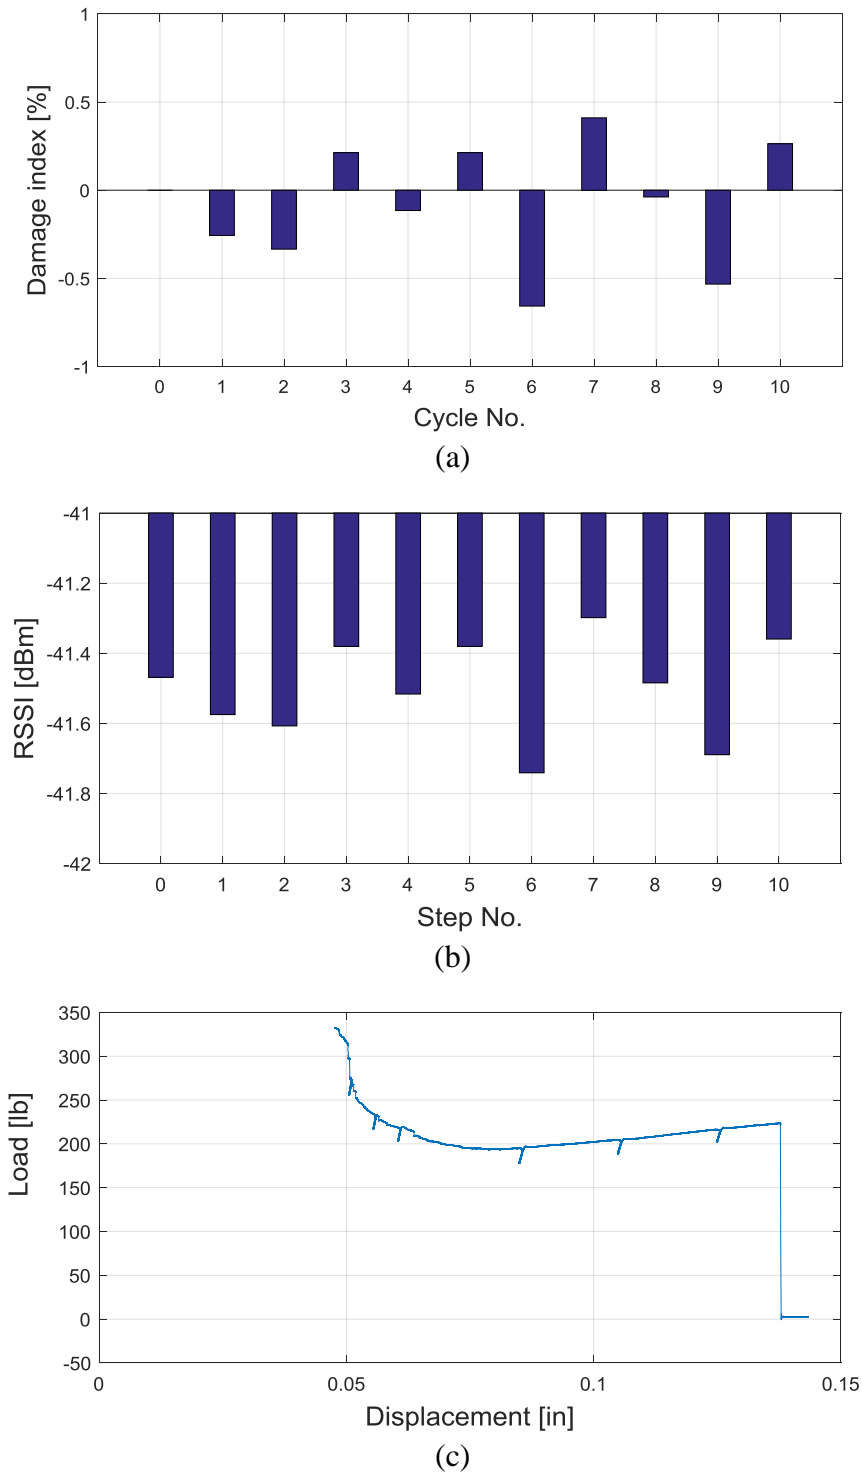 1
0.5
0
-0.5
-1
Damage index [%]
0 1 2 3 4 5 6 7 8 9 10
Cycle No.
(a)
-41
-41.2
-41.4
-41.6
-41.8
-42
RSSI [dBm]
0 1 2 3 4 5 6 7 8 9 10
Step No.
(b)
350
300
250
200
150
100
50
0
-50
Load [lb]
0 0.05 0.1 0.15
Displacement [in]
(c)